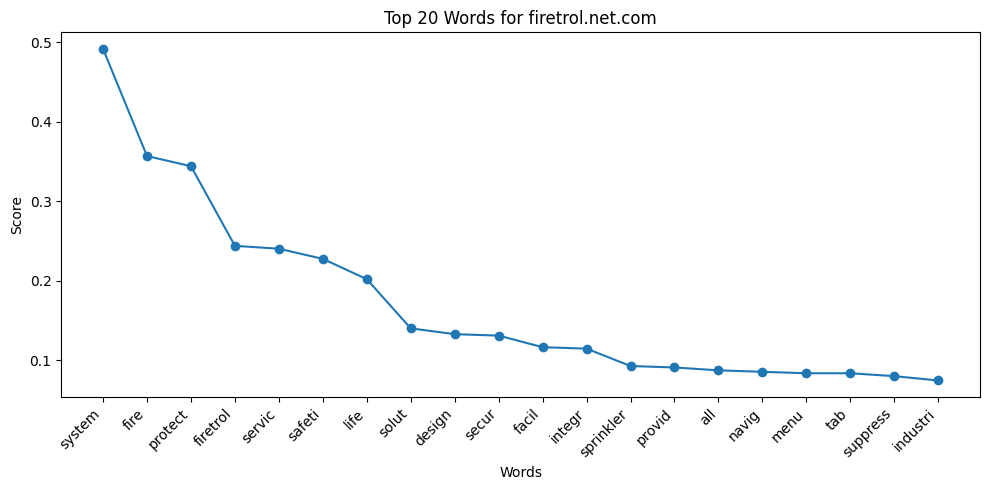 Top 20 Words for firetrol.net.com
Score
0.5
0.4
0.3
0.2
0.1
system
fire
protect
firetrol
servic
safeti
life
solut
design
secur
facil
integr
sprinkler
provid
all
navig
menu
tab
suppress
industri
Words